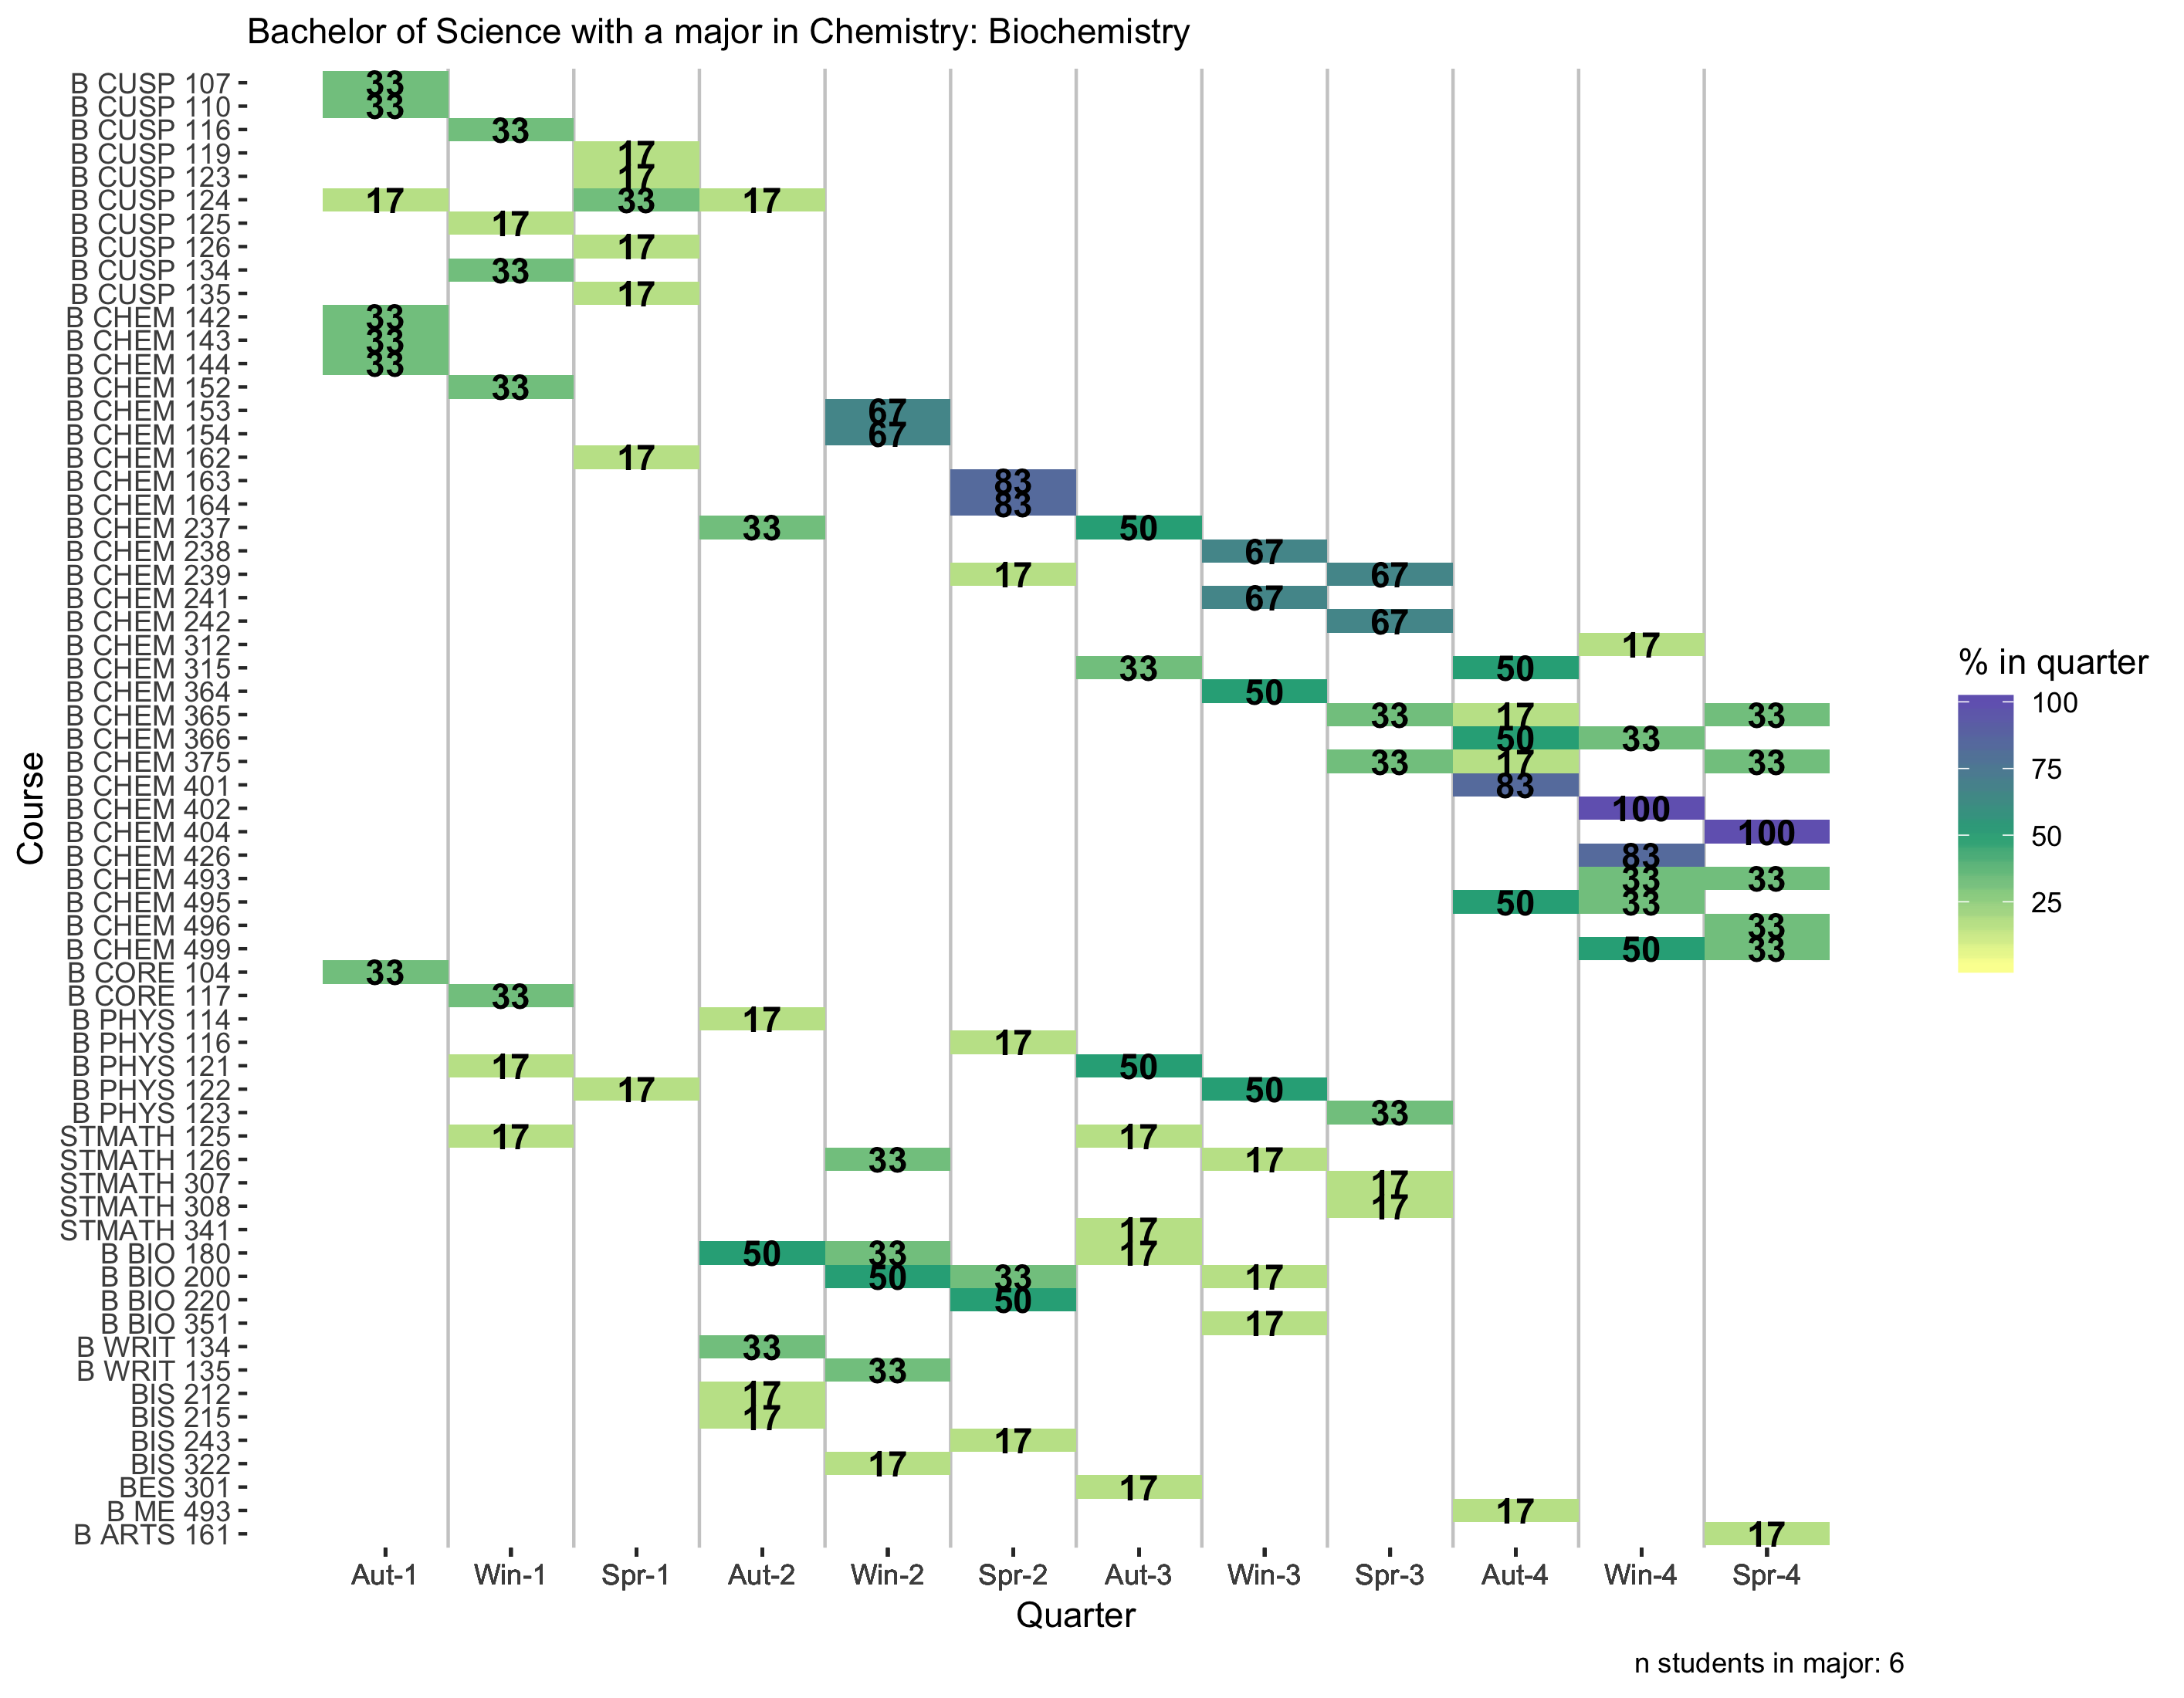 Bachelor of Science with a major in Chemistry: Biochemistry
B CUSP 107 33
B CUSP 110 33
B CUSP 116 33
B CUSP 119 17
B CUSP 123 17
B CUSP 124 17 33 17
B CUSP 125 17
B CUSP 126 17
B CUSP 134 33
B CUSP 135 17
B CHEM 142 33
B CHEM 143 33
B CHEM 144 33
B CHEM 152 33
B CHEM 153 67
B CHEM 154 67
B CHEM 162 17
B CHEM 163 83
B CHEM 164 83
B CHEM 237 33 50
B CHEM 238 67
B CHEM 239 17 67
B CHEM 241 67
B CHEM 242 67
B CHEM 312 17
B CHEM 315 33 50
B CHEM 364 50
B CHEM 365 33 17 33
B CHEM 366 50 33
B CHEM 375 33 17 33
B CHEM 401 83
B CHEM 402 100
B CHEM 404 100
B CHEM 426 83
B CHEM 493 33 33
B CHEM 495 50 33
B CHEM 496 33
B CHEM 499 50 33
B CORE 104 33
B CORE 117 33
B PHYS 114 17
B PHYS 116 17
B PHYS 121 17 50
B PHYS 122 17 50
B PHYS 123 33
STMATH 125 17 17
STMATH 126 33 17
STMATH 307 17
STMATH 308 17
STMATH 341 17
B BIO 180 50 33 17
B BIO 200 50 33 17
B BIO 220 50
B BIO 351 17
B WRIT 134 33
B WRIT 135 33
BIS 212 17
BIS 215 17
BIS 243 17
BIS 322 17
BES 301 17
B ME 493 17
B ARTS 161 17
Course
Aut-1 Win-1 Spr-1 Aut-2 Win-2 Spr-2 Aut-3 Win-3 Spr-3 Aut-4 Win-4 Spr-4
Quarter
% in quarter
100
75
50
25
n students in major: 6